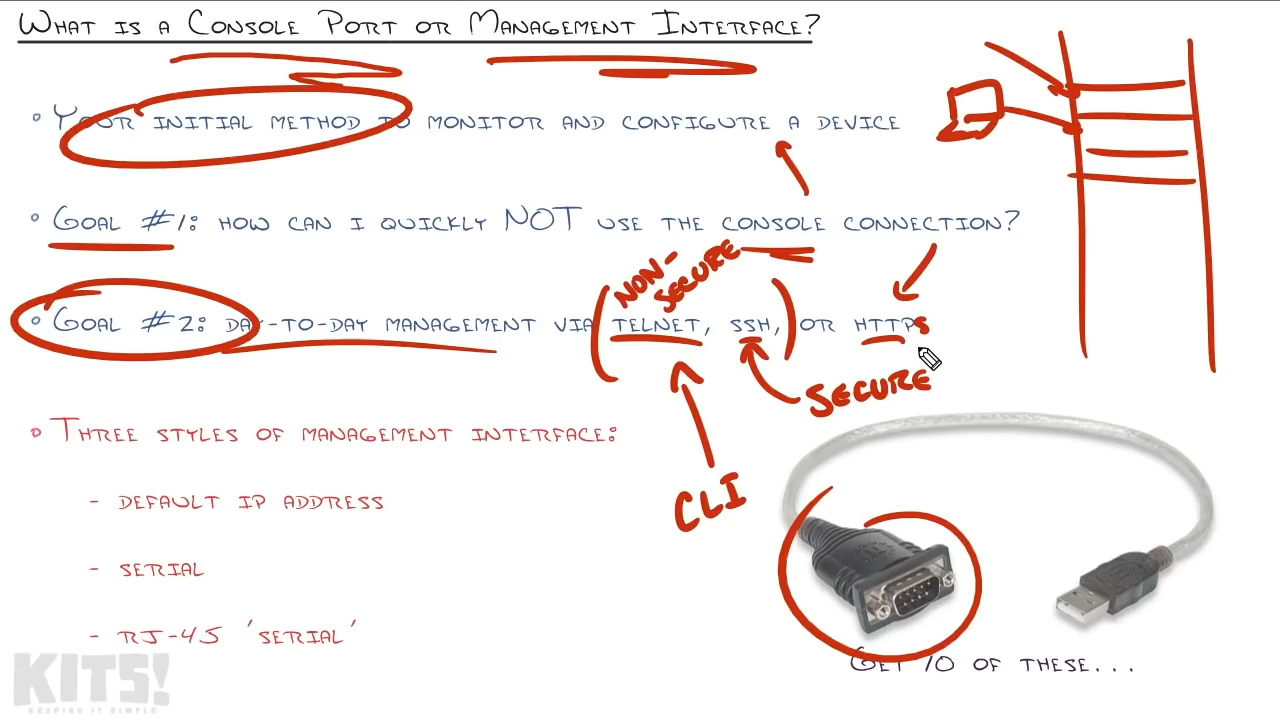 What is a Console Port or Management Interface?
° Your initial method to monitor and configure a device
° Goal #1: how can I quickly NOT use the console connection?
NON-
SECURE
° Goal #2: day-to-day management via Telnet, SSH, or HTTPs
SECURE
° Three styles of management interface:
CLI
- Default IP address
- Serial
- RJ-45 'serial'
Get 10 of these...
KITS!
KEEPING IT SIMPLE